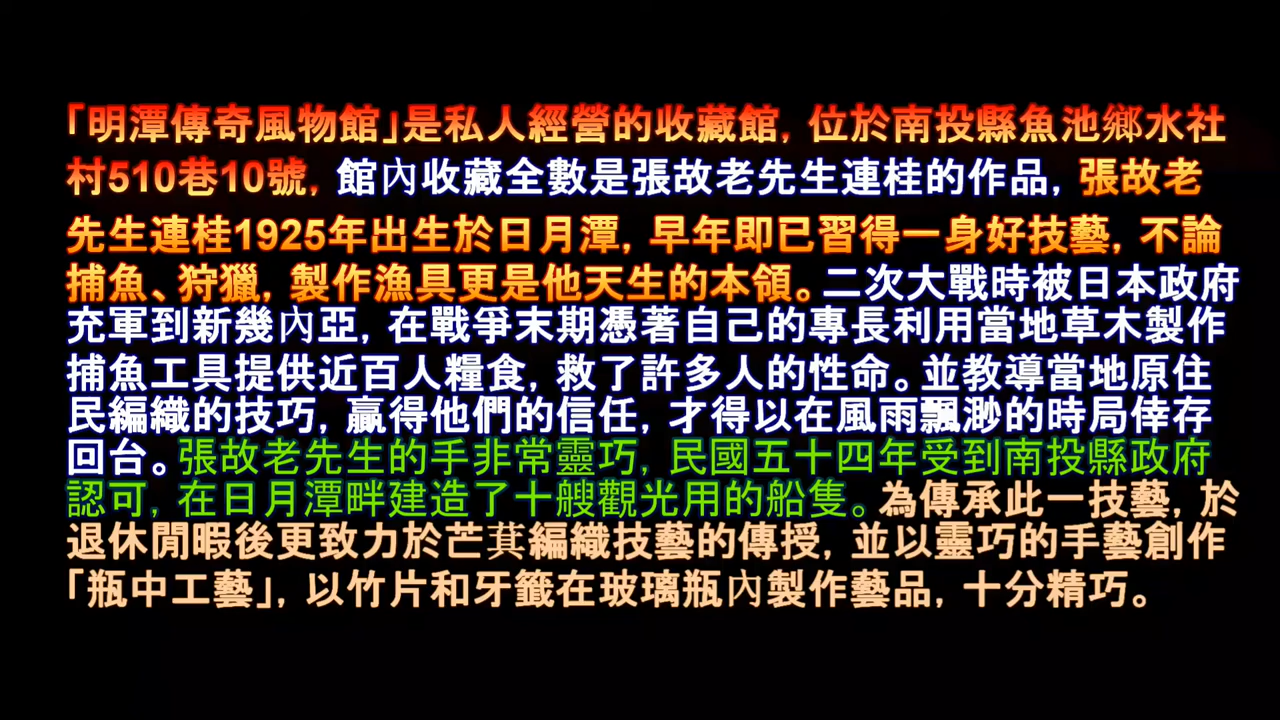 「明潭傳奇風物館」是私人經營的收藏館，位於南投縣魚池鄉水社
村510巷10號，館內收藏全數是張故老先生連桂的作品，張故老
先生連桂1925年出生於日月潭，早年即已習得一身好技藝，不論
捕魚、狩獵，製作漁具更是他天生的本領。二次大戰時被日本政府
充軍到新幾內亞，在戰爭末期憑著自己的專長利用當地草木製作
捕魚工具提供近百人糧食，救了許多人的性命。並教導當地原住
民編織的技巧，贏得他們的信任，才得以在風雨飄渺的時局倖存
回台。張故老先生的手非常靈巧，民國五十四年受到南投縣政府
認可，在日月潭畔建造了十艘觀光用的船隻。為傳承此一技藝，於
退休閒暇後更致力於芒萁編織技藝的傳授，並以靈巧的手藝創作
「瓶中工藝」，以竹片和牙籤在玻璃瓶內製作藝品，十分精巧。